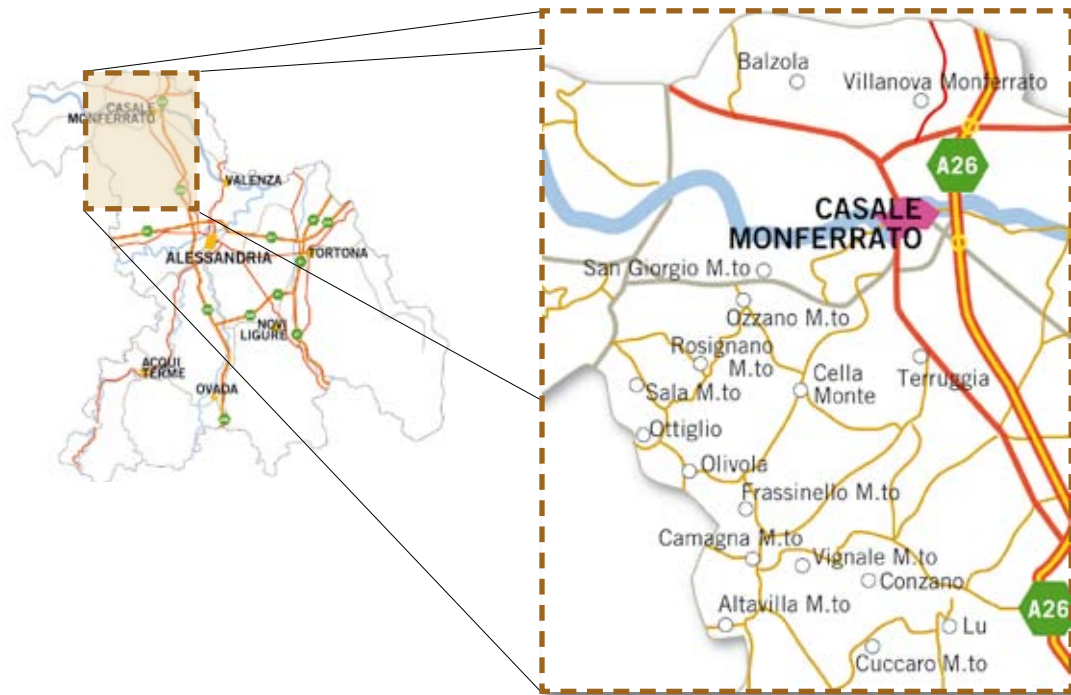 CASALE
MONFERRATO
VALENZA
ALESSANDRIA
TORTONA
NOVI
LIGURE
ACQUI
TERME
OVADA
Balzola
Villanova Monferrato
A26
CASALE
MONFERRATO
San Giorgio M.to
Ozzano M.to
Rosignano
M.to
Cella
Monte
Terruggia
Sala M.to
Ottiglio
Olivola
Frassinello M.to
Camagna M.to
Vignale M.to
Conzano
Altavilla M.to
A26
Lu
Cuccaro M.to